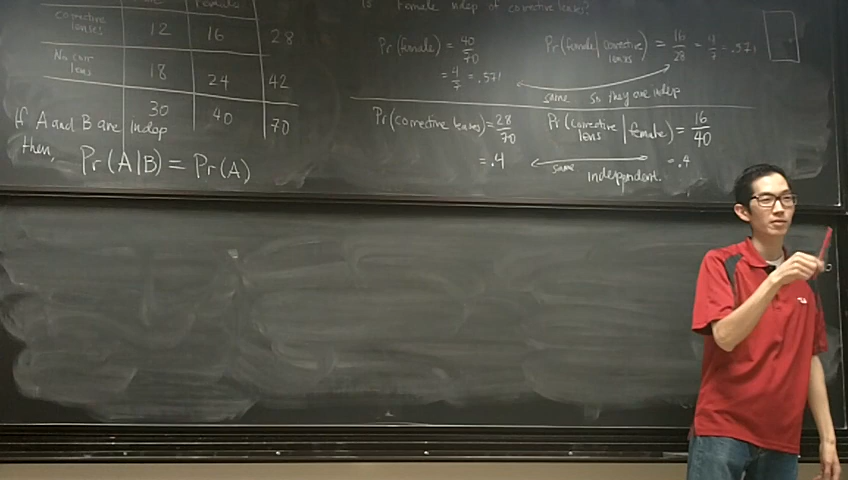 Female
Is Female indep of corrective lenses?
corrective lenses 12 16 28
No corr lens 18 24 42
30 40 70
If A and B are indep
then, Pr(A|B) = Pr(A)
Pr(female) = 40/70
= 4/7 = .571
Pr(female | corrective lenses) = 16/28 = 4/7 = .571
same so they are indep
Pr(corrective lenses) = 28/70
= .4
Pr(corrective lens | female) = 16/40
= .4
same
independent.